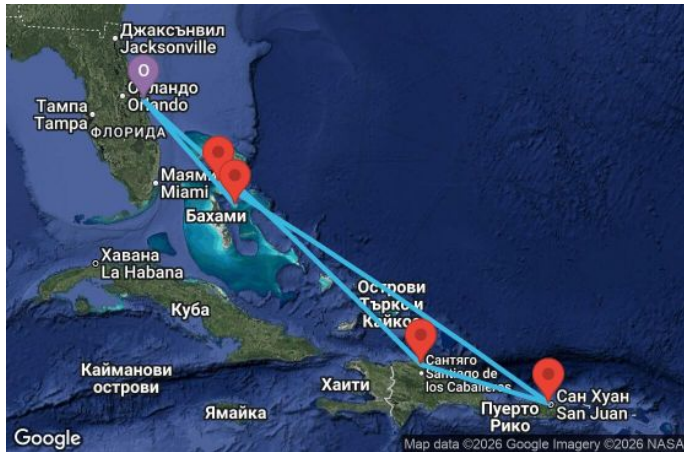 Джаксънвил
Jacksonville
O
Орландо
Orlando
Тампа
Tampa
ФЛОРИДА
Маями
Miami
Бахами
Хавана
La Habana
Куба
Острови
Търкс и
Кайкос
Сантяго
Santiago de
los Caballeros
Кайманови
острови
Хаити
Ямайка
Пуерто
Рико
Сан Хуан
San Juan
Google
Map data ©2026 Google Imagery ©2026 NASA